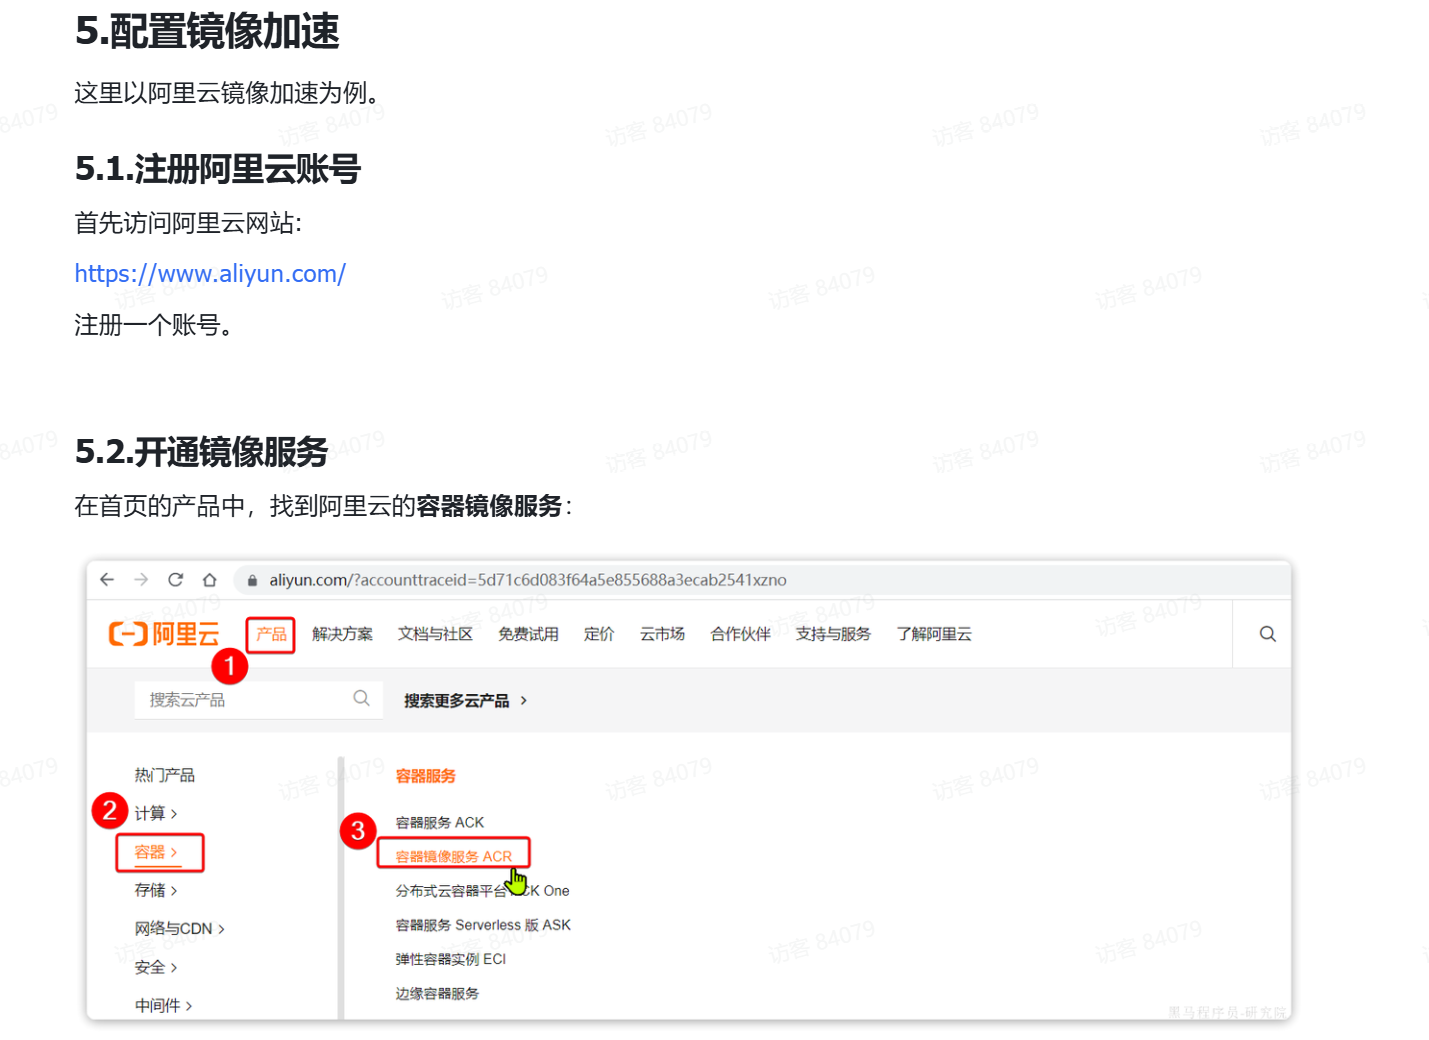 5.配置镜像加速
这里以阿里云镜像加速为例。
5.1.注册阿里云账号
首先访问阿里云网站:
https://www.aliyun.com/
注册一个账号。
5.2.开通镜像服务
在首页的产品中，找到阿里云的容器镜像服务：
aliyun.com/?accounttraceid=5d71c6d083f64a5e855688a3ecab2541xzno
阿里云 产品 解决方案 文档与社区 免费试用 定价 云市场 合作伙伴 支持与服务 了解阿里云
1
搜索云产品 搜索更多云产品 >
热门产品
2 计算 >
容器 >
存储 >
网络与CDN >
安全 >
中间件 >
容器服务
容器服务 ACK
3
容器镜像服务 ACR
分布式云容器平台 ACK One
容器服务 Serverless 版 ASK
弹性容器实例 ECI
边缘容器服务
黑马程序员-研究院
访客 84079